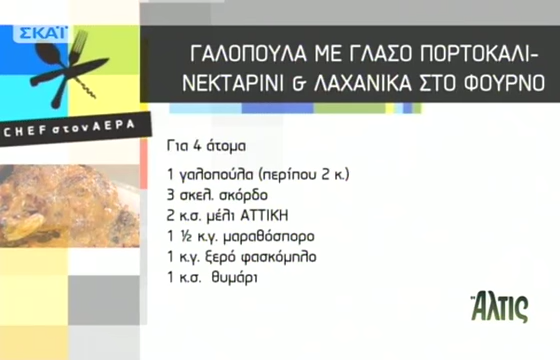 ΣΚΑΪ
ΓΑΛΟΠΟΥΛΑ ΜΕ ΓΛΑΣΟ ΠΟΡΤΟΚΑΛΙ-
ΝΕΚΤΑΡΙΝΙ & ΛΑΧΑΝΙΚΑ ΣΤΟ ΦΟΥΡΝΟ
CHEF στον ΑΕΡΑ
Για 4 άτομα
1 γαλοπούλα (περίπου 2 κ.)
3 σκελ. σκόρδο
2 κ.σ. μέλι ΑΤΤΙΚΗ
1 ½ κ.γ. μαραθόσπορο
1 κ.γ. ξερό φασκόμηλο
1 κ.σ. θυμάρι
Άλτις